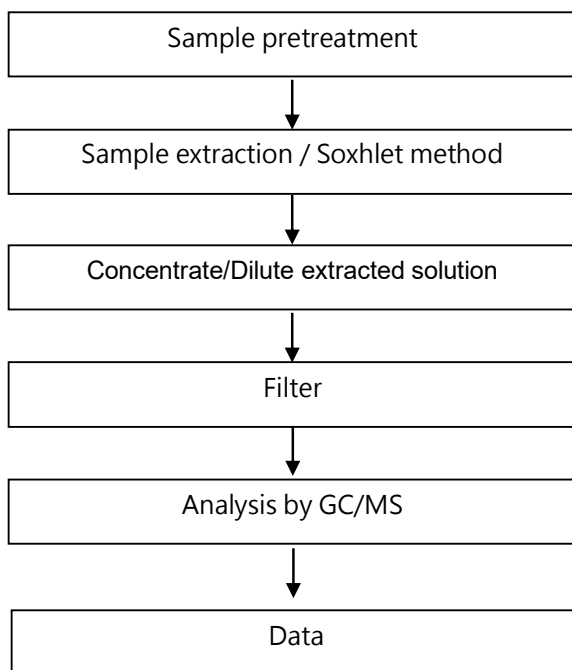 Sample pretreatment
Sample extraction / Soxhlet method
Concentrate/Dilute extracted solution
Filter
Analysis by GC/MS
Data